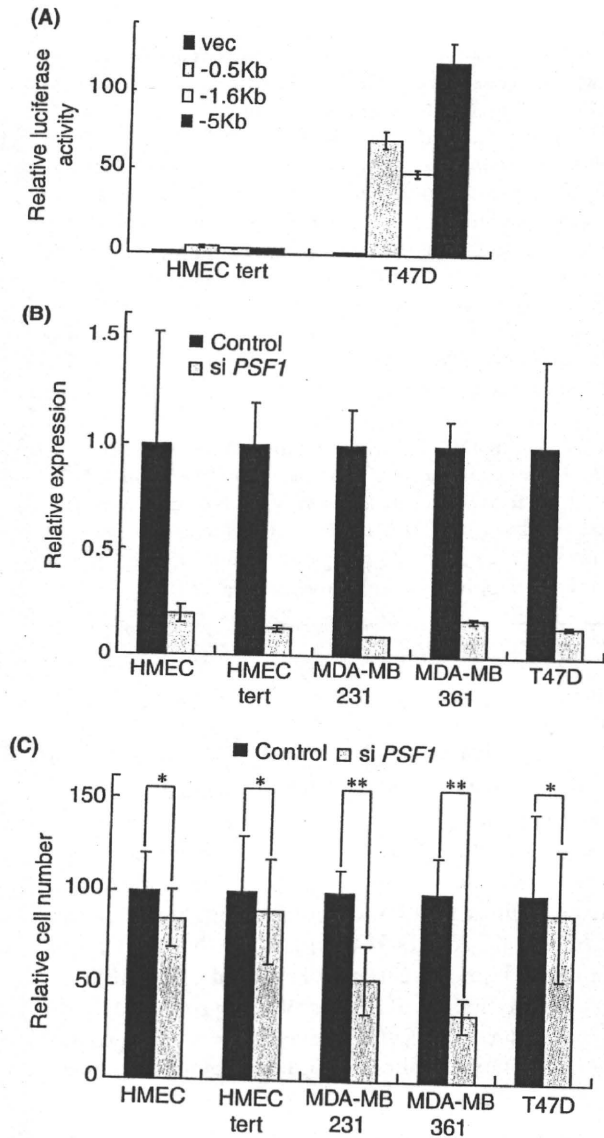 (A)
Relative luciferase
activity
100
50
0
vec
-0.5Kb
-1.6Kb
-5Kb
HMEC tert
T47D
(B)
Relative expression
1.5
1.0
0.5
0
Control
si PSF1
HMEC
HMEC
tert
MDA-MB
231
MDA-MB
361
T47D
(C)
Control si PSF1
Relative cell number
150
100
50
0
*
*
**
**
*
HMEC
HMEC
tert
MDA-MB
231
MDA-MB
361
T47D